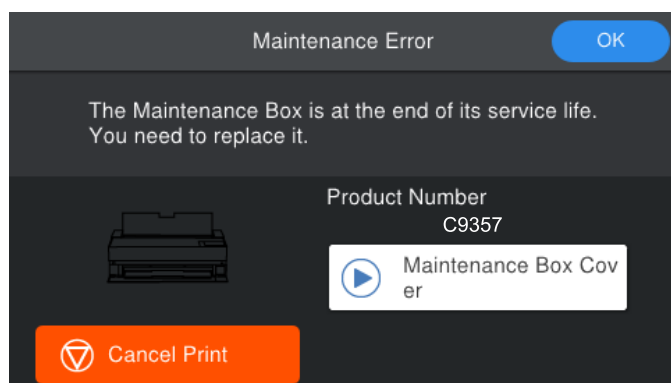 Maintenance Error
OK
The Maintenance Box is at the end of its service life.
You need to replace it.
Product Number
C9357
Maintenance Box Cov
er
Cancel Print